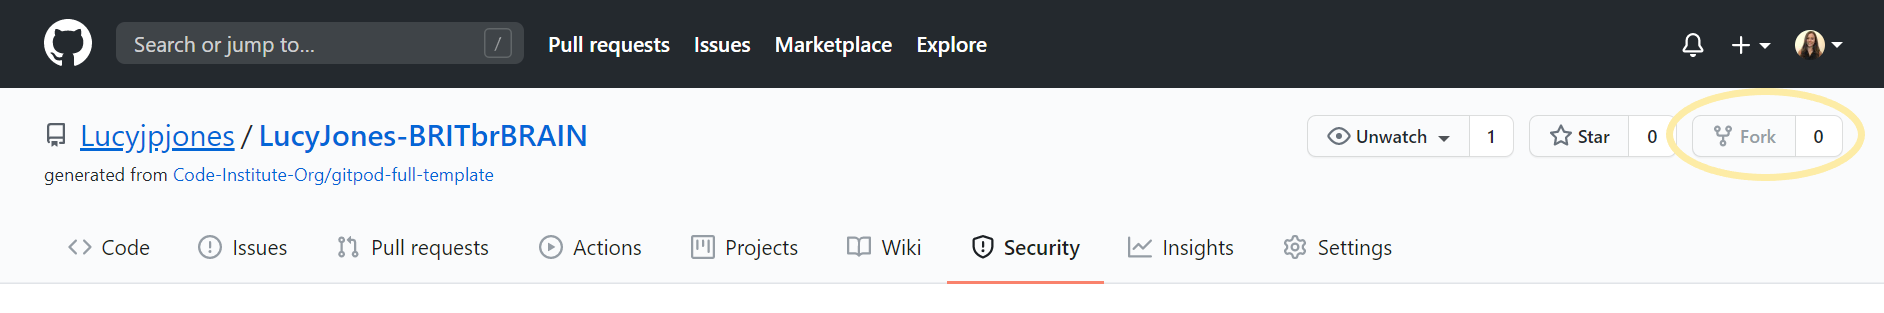 Search or jump to... /
Pull requests Issues Marketplace Explore
Lucyjpjones / LucyJones-BRITbrBRAIN
Unwatch 1 Star 0 Fork 0
generated from Code-Institute-Org/gitpod-full-template
Code Issues Pull requests Actions Projects Wiki Security Insights Settings